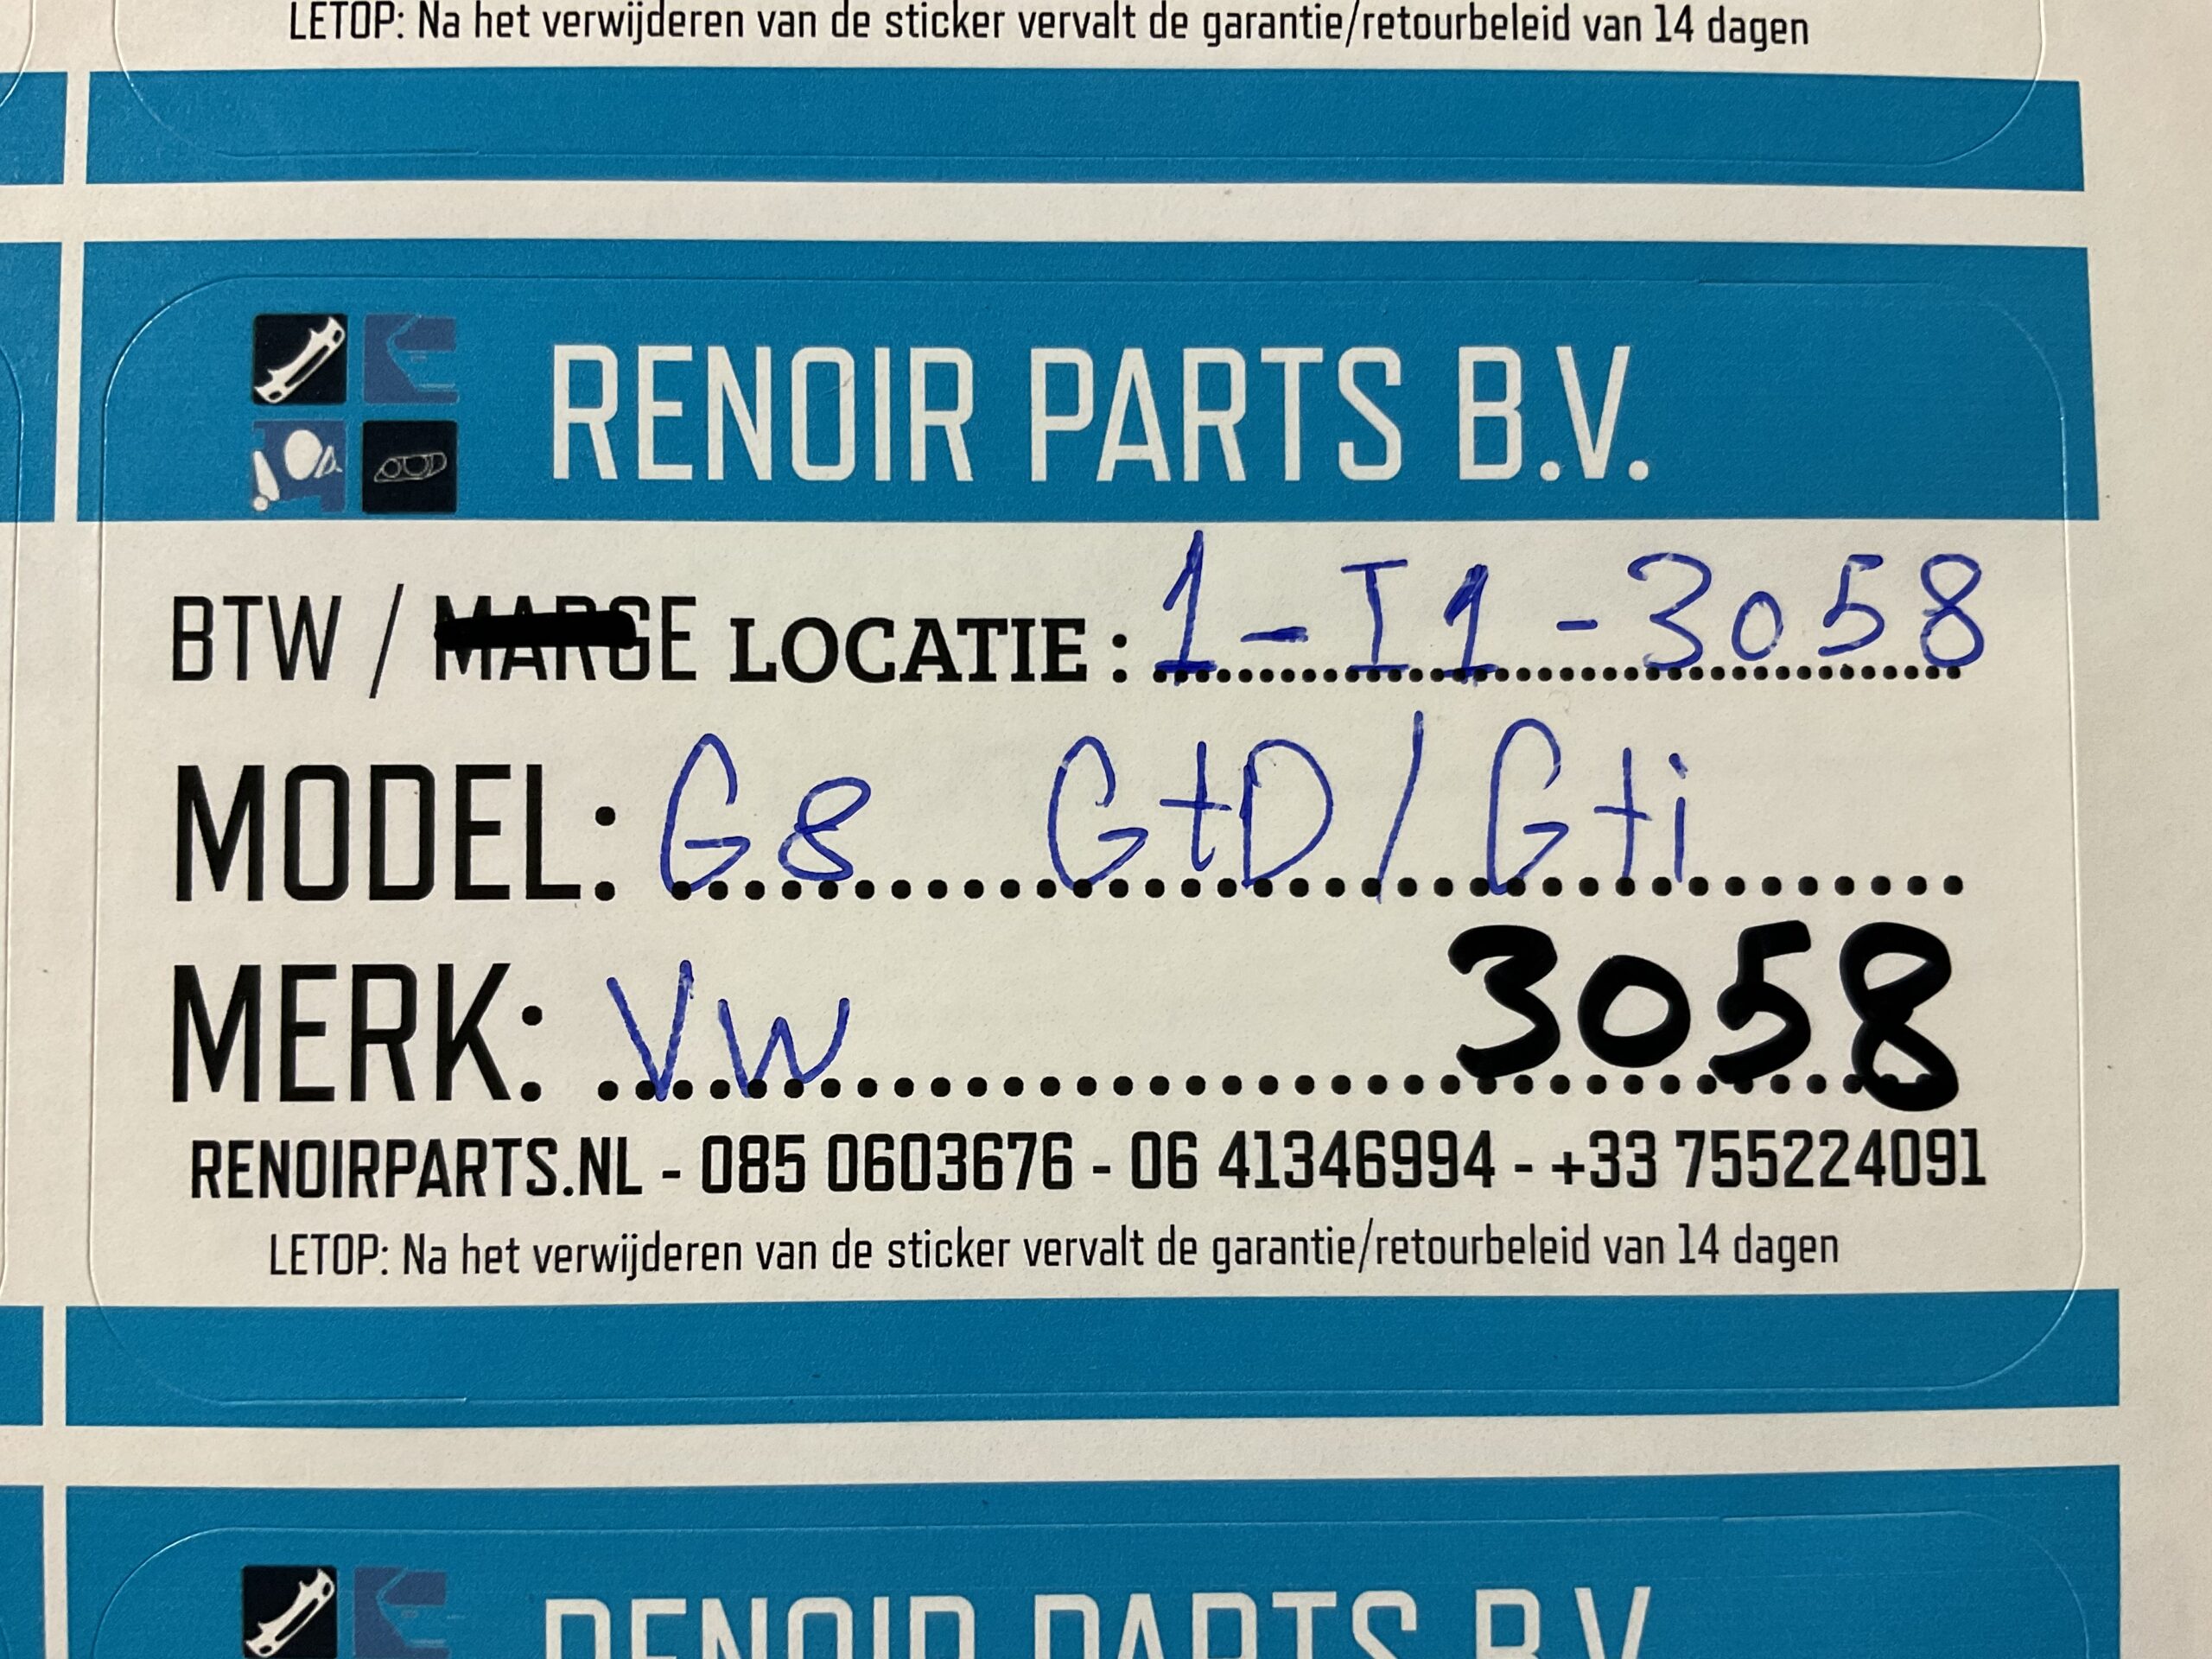 LETOP: Na het verwijderen van de sticker vervalt de garantie/retourbeleid van 14 dagen
RENOIR PARTS B.V.
BTW / MARGE LOCATIE : 1-I1-3058
MODEL: G8 GtD/Gti
MERK: VW 3058
RENOIRPARTS.NL - 085 0603676 - 06 41346994 - +33 755224091
LETOP: Na het verwijderen van de sticker vervalt de garantie/retourbeleid van 14 dagen
RENOIR PARTS B.V.